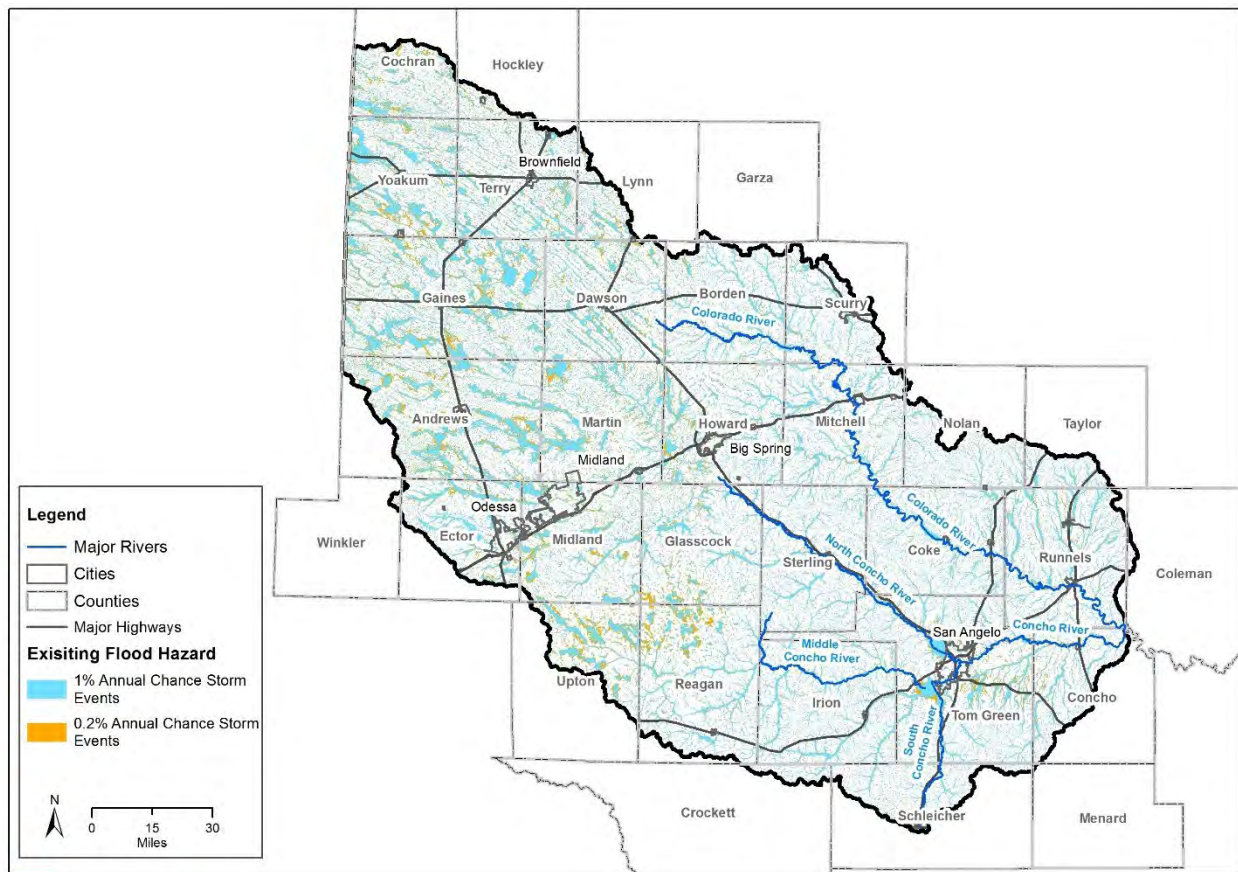 Cochran
Hockley
Brownfield
Yoakum
Terry
Lynn
Garza
Gaines
Dawson
Borden
Scurry
Colorado River
Andrews
Martin
Howard
Mitchell
Nolan
Taylor
Big Spring
Midland
Odessa
Winkler
Ector
Midland
Glasscock
Sterling
North Concho River
Coke
Colorado River
Runnels
Coleman
San Angelo
Concho River
Middle
Concho River
Upton
Reagan
Irion
Tom Green
Concho
South
Concho River
Crockett
Schleicher
Menard
Legend
Major Rivers
Cities
Counties
Major Highways
Exisiting Flood Hazard
1% Annual Chance Storm
Events
0.2% Annual Chance Storm
Events
N
0 15 30
Miles